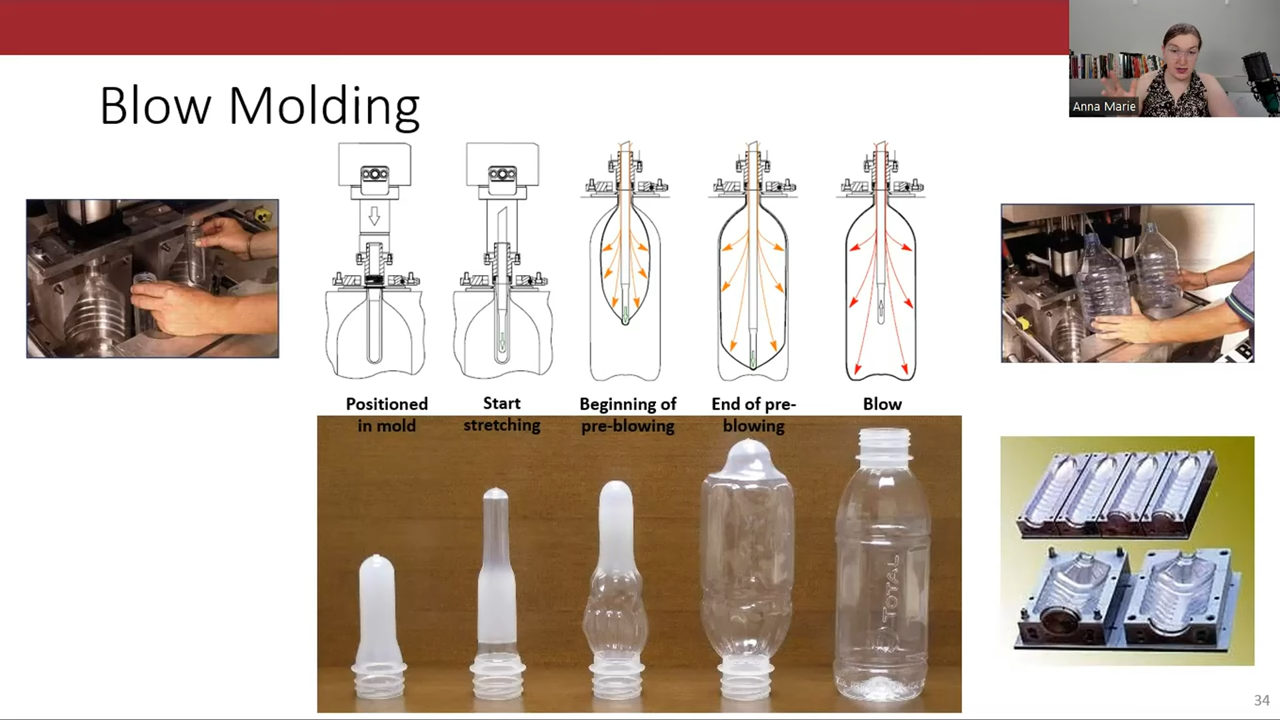 Anna Marie
Blow Molding
Positioned
in mold
Start
stretching
Beginning of
pre-blowing
End of pre-
blowing
Blow
TOTAL
34